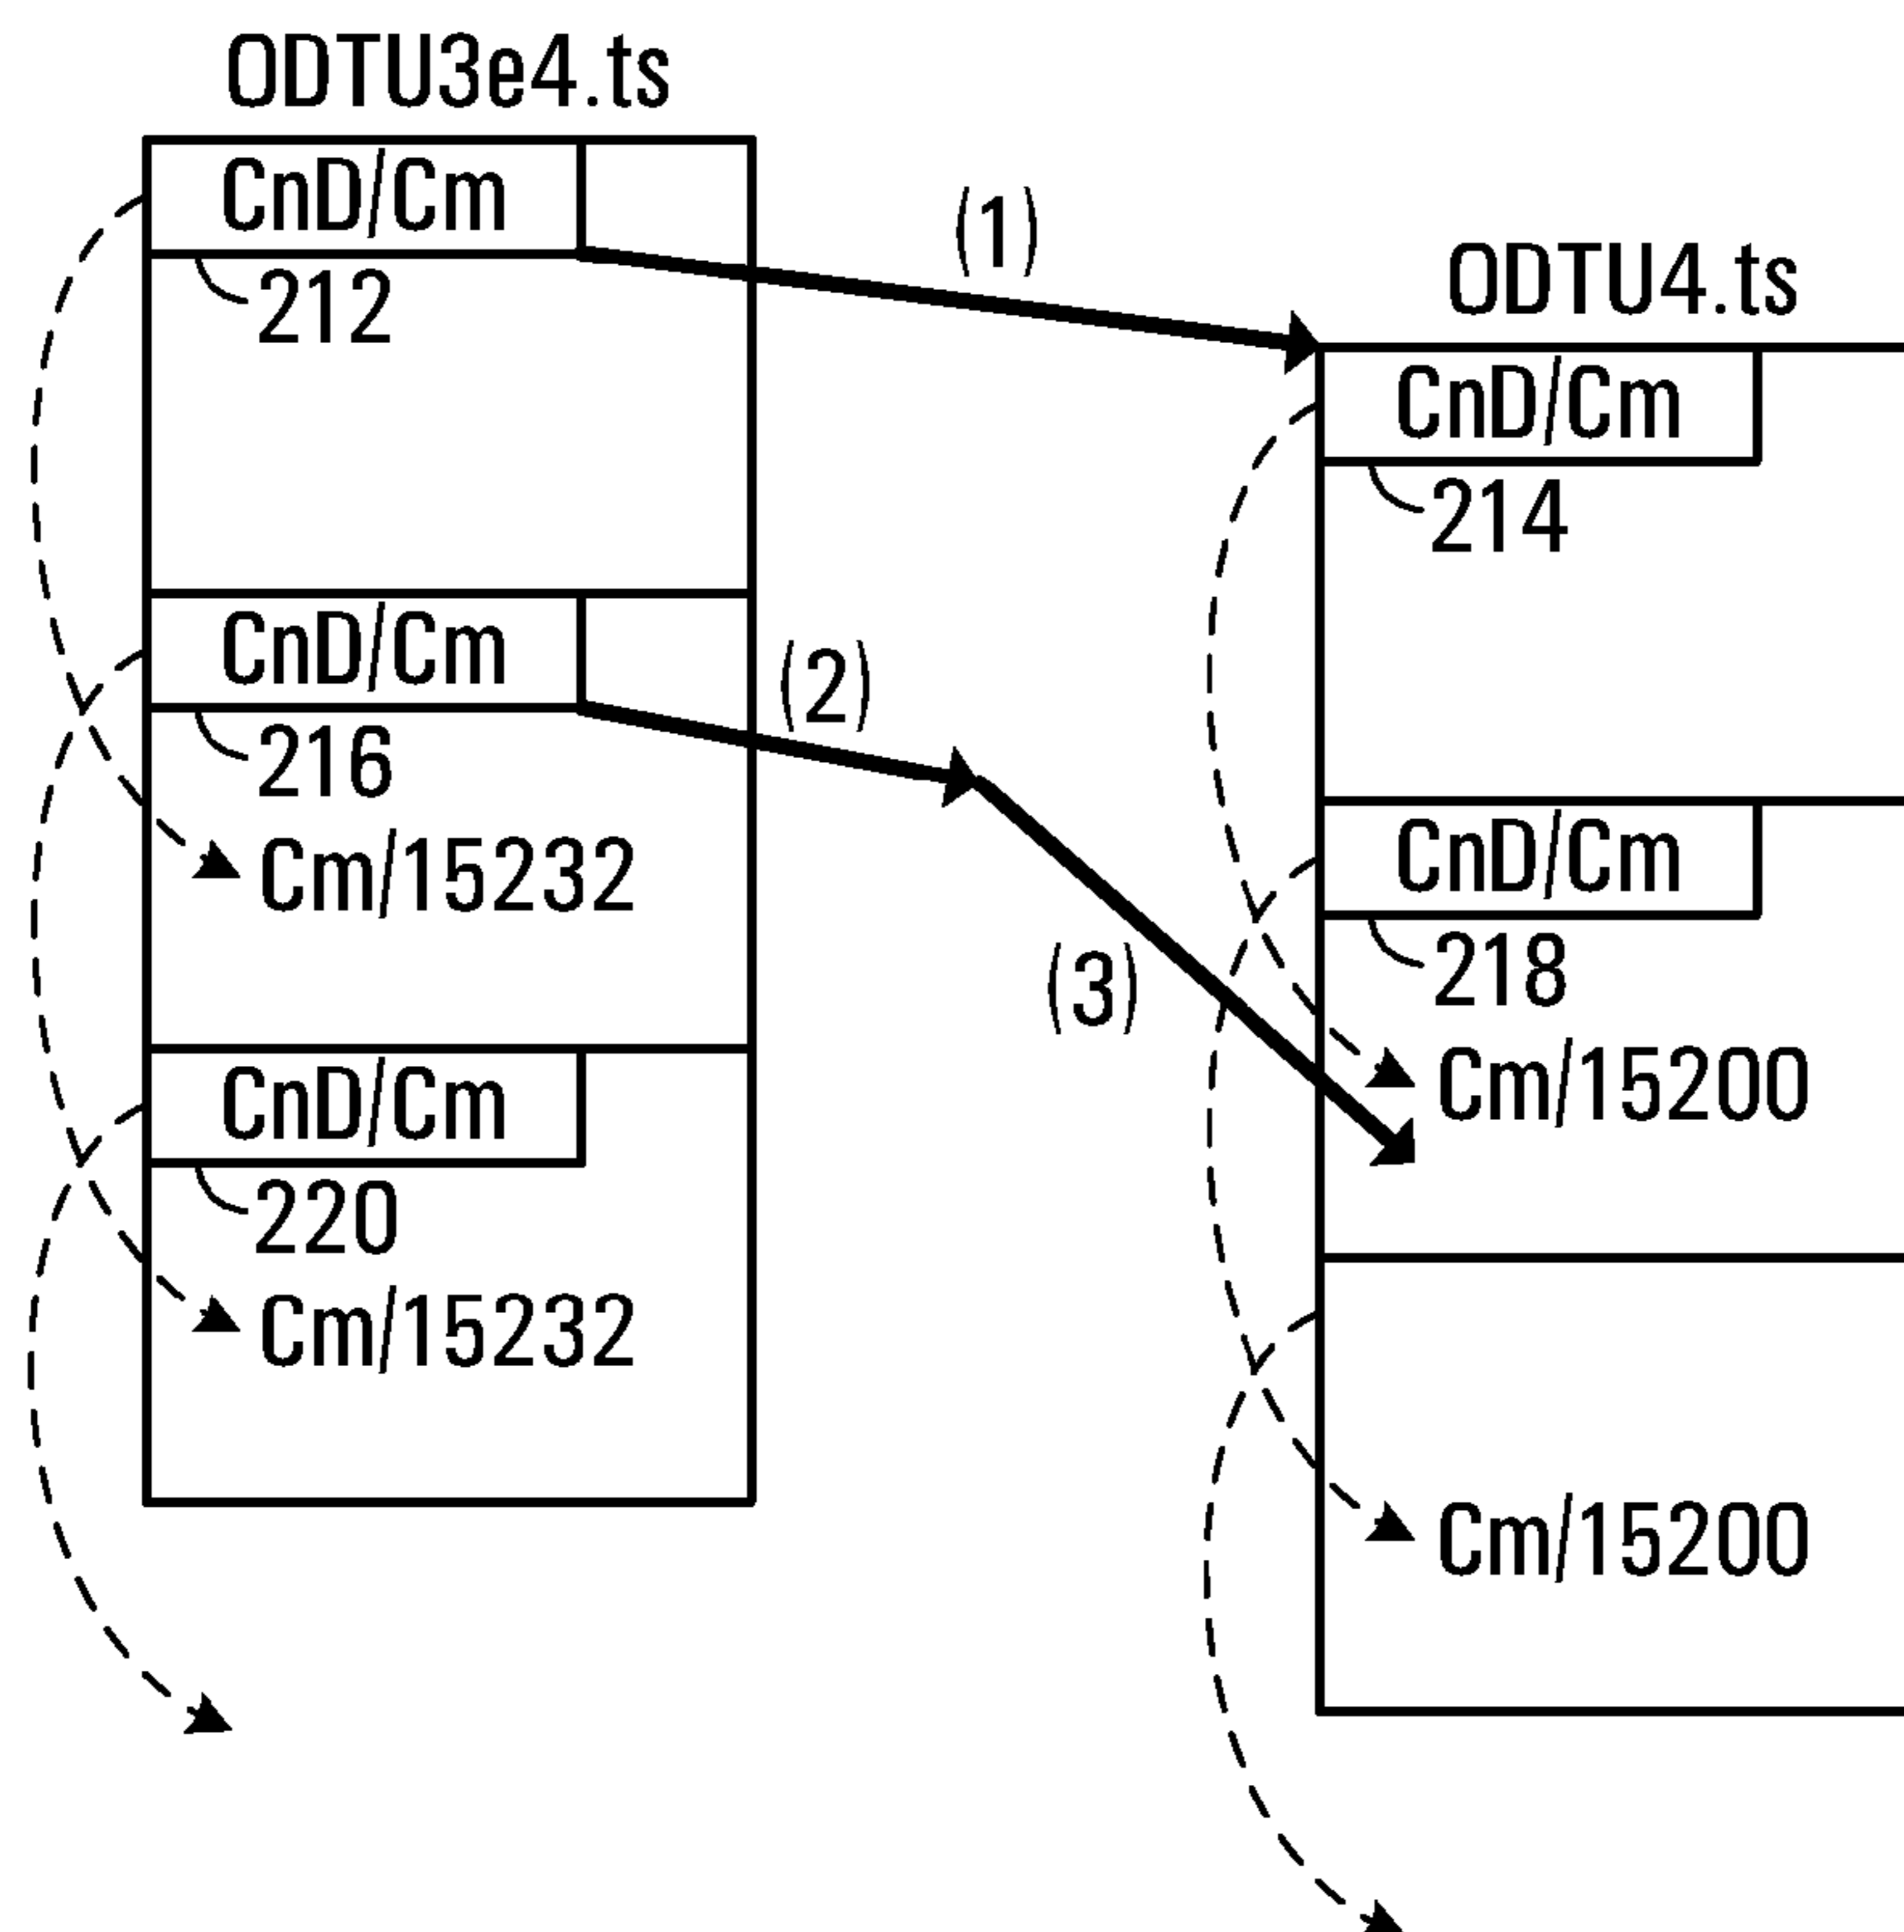 ODTU3e4.ts
CnD/Cm
212
CnD/Cm
216
Cm/15232
CnD/Cm
220
Cm/15232
(1)
(2)
(3)
ODTU4.ts
CnD/Cm
214
CnD/Cm
218
Cm/15200
Cm/15200